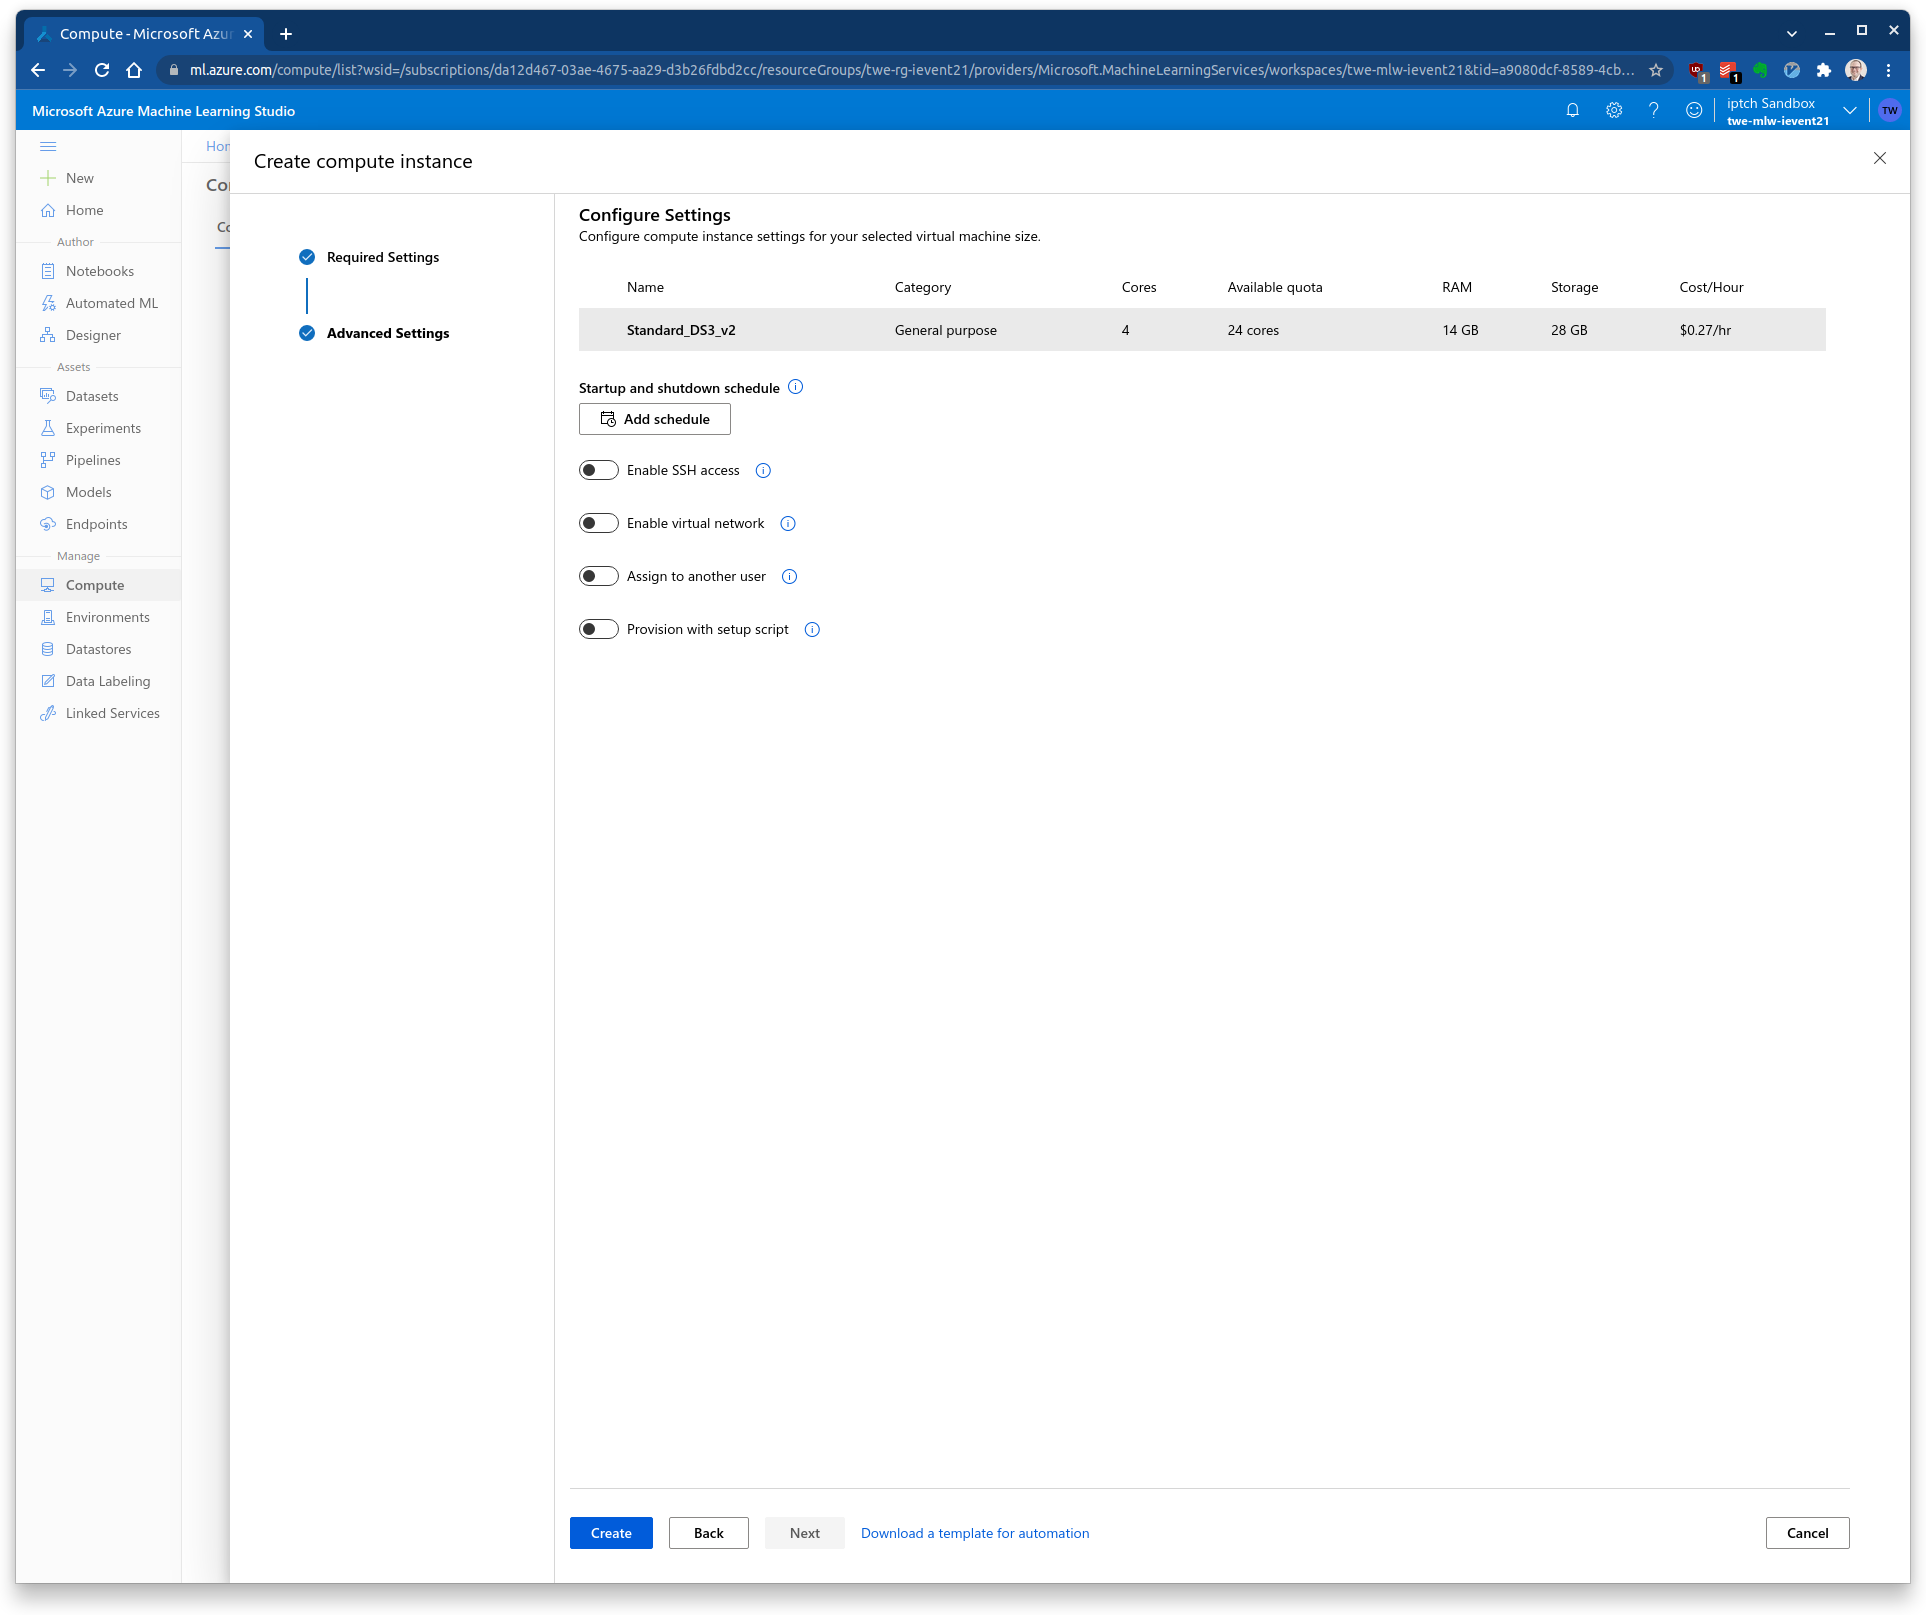 Compute - Microsoft Azur
ml.azure.com/compute/list?wsid=/subscriptions/da12d467-03ae-4675-aa29-d3b26fdbd2cc/resourceGroups/twe-rg-ievent21/providers/Microsoft.MachineLearningServices/workspaces/twe-mlw-ievent21&tid=a9080dcf-8589-4cb...
1
1
Microsoft Azure Machine Learning Studio
iptch Sandbox
twe-mlw-ievent21
TW
New
Home
Author
Notebooks
Automated ML
Designer
Assets
Datasets
Experiments
Pipelines
Models
Endpoints
Manage
Compute
Environments
Datastores
Data Labeling
Linked Services
Hor
Co
Co
Create compute instance
Required Settings
Advanced Settings
Configure Settings
Configure compute instance settings for your selected virtual machine size.
Name Category Cores Available quota RAM Storage Cost/Hour
Standard_DS3_v2 General purpose 4 24 cores 14 GB 28 GB $0.27/hr
Startup and shutdown schedule
Add schedule
Enable SSH access
Enable virtual network
Assign to another user
Provision with setup script
Create Back Next Download a template for automation Cancel